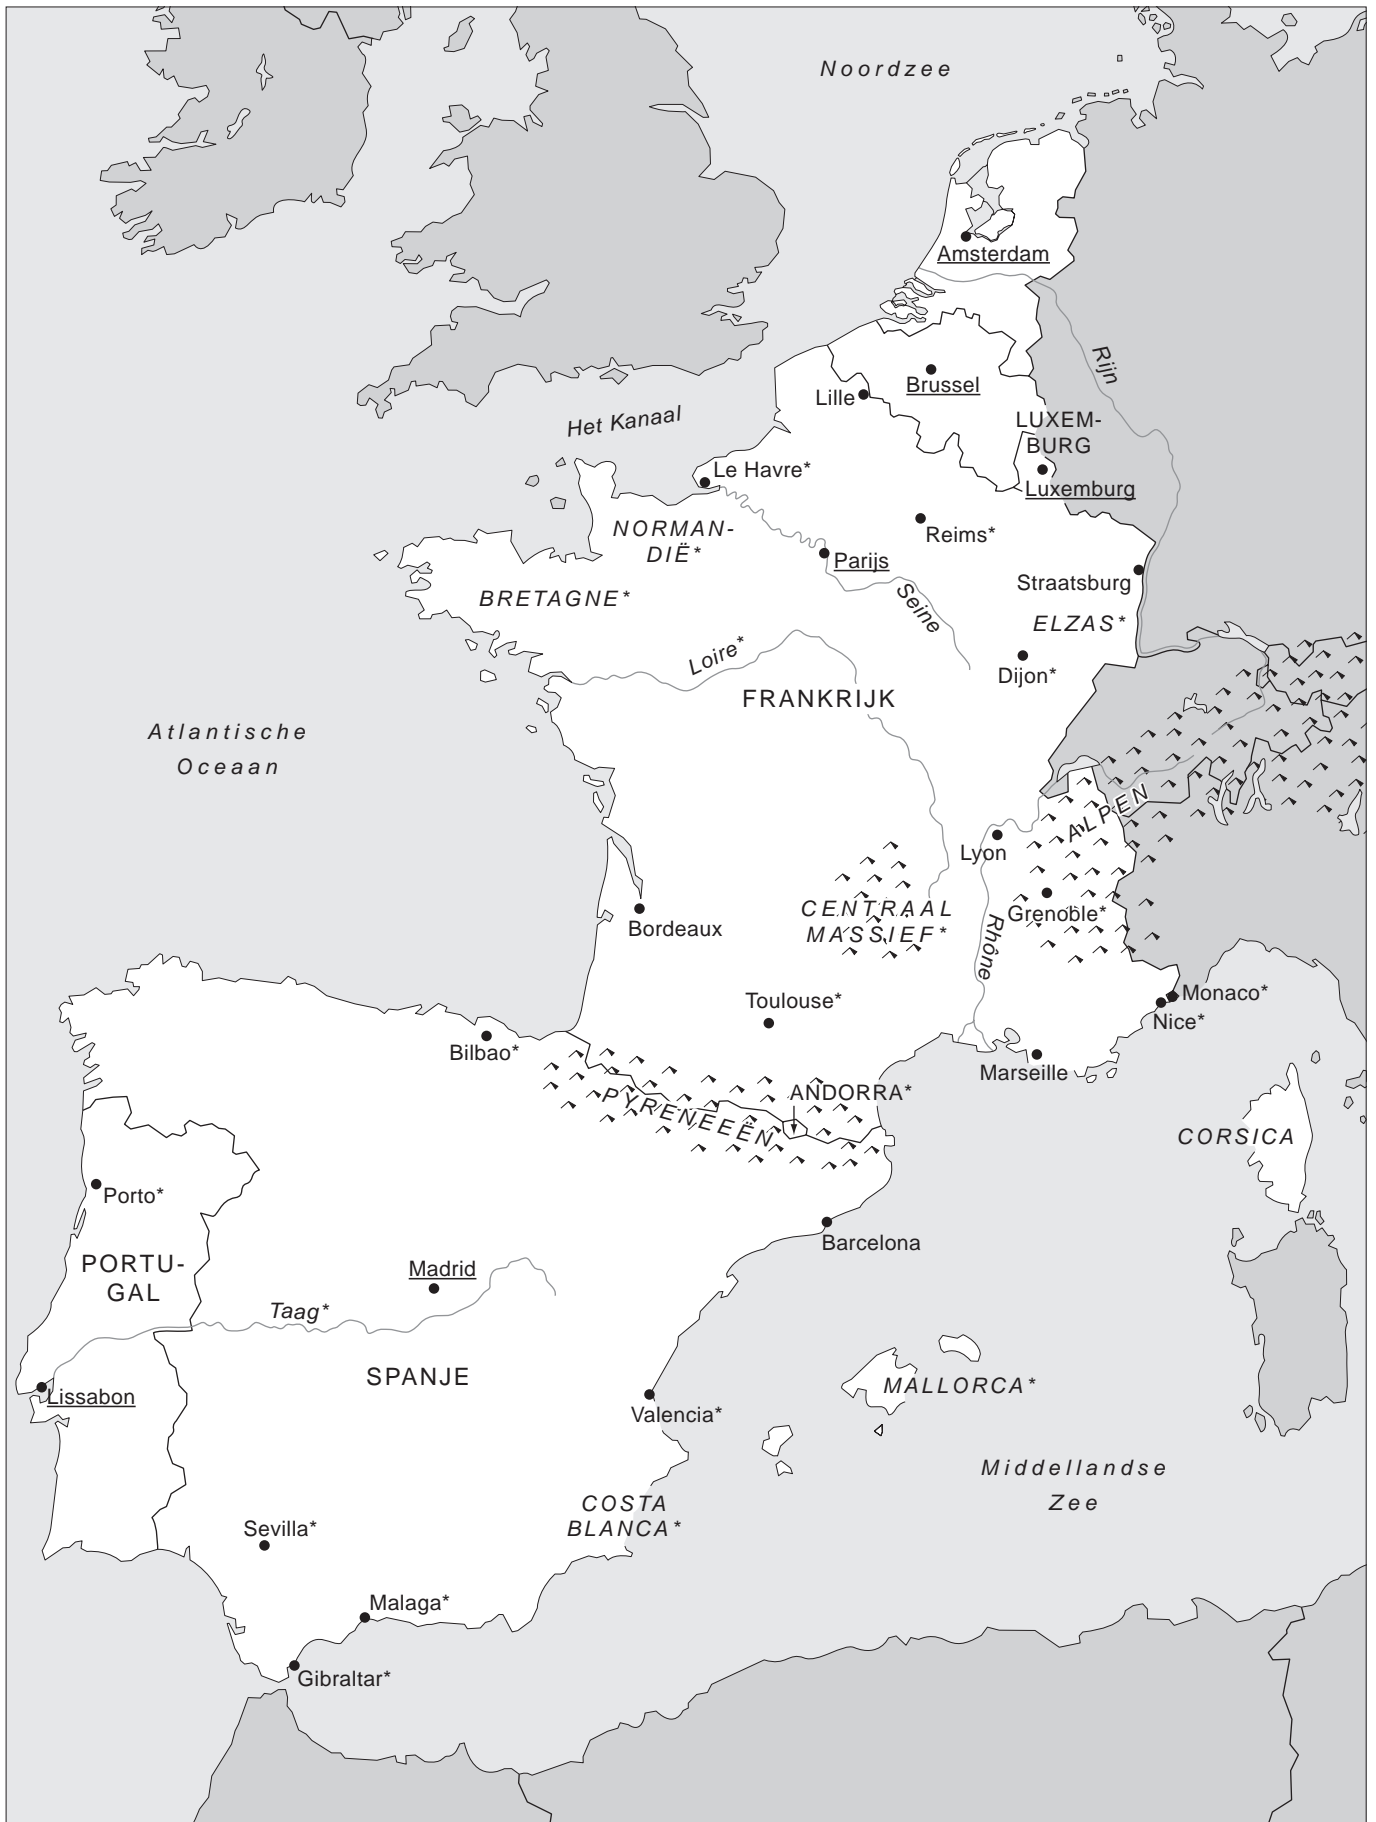 Noordzee
Amsterdam
Rijn
Brussel
Lille
LUXEM-
BURG
Het Kanaal
Le Havre*
Luxemburg
NORMAN-
DIË*
Reims*
Parijs
Straatsburg
BRETAGNE*
Seine
ELZAS*
Loire*
Dijon*
FRANKRIJK
Atlantische
Oceaan
ALPEN
Lyon
CENTRAAL
MASSIEF*
Grenoble*
Bordeaux
Rhône
Monaco*
Toulouse*
Nice*
Bilbao*
Marseille
ANDORRA*
PYRENEEËN
CORSICA
Porto*
Barcelona
PORTU-
GAL
Madrid
Taag*
SPANJE
MALLORCA*
Lissabon
Valencia*
Middellandse
Zee
COSTA
BLANCA*
Sevilla*
Malaga*
Gibraltar*